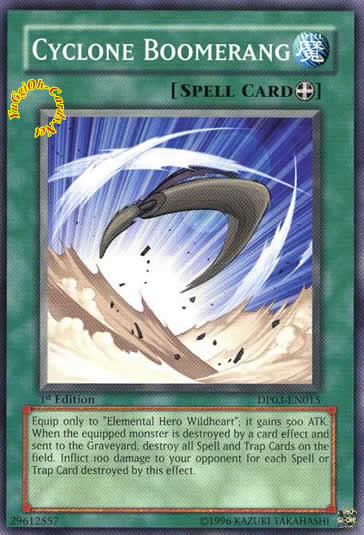 CYCLONE BOOMERANG 魔
YuGiOh-Cards.Net
[SPELL CARD]
1st Edition DP03-EN015
Equip only to "Elemental Hero Wildheart"; it gains 500 ATK.
When the equipped monster is destroyed by a card effect and
sent to the Graveyard, destroy all Spell and Trap Cards on the
field. Inflict 100 damage to your opponent for each Spell or
Trap Card destroyed by this effect.
29612557 ©1996 KAZUKI TAKAHASHI